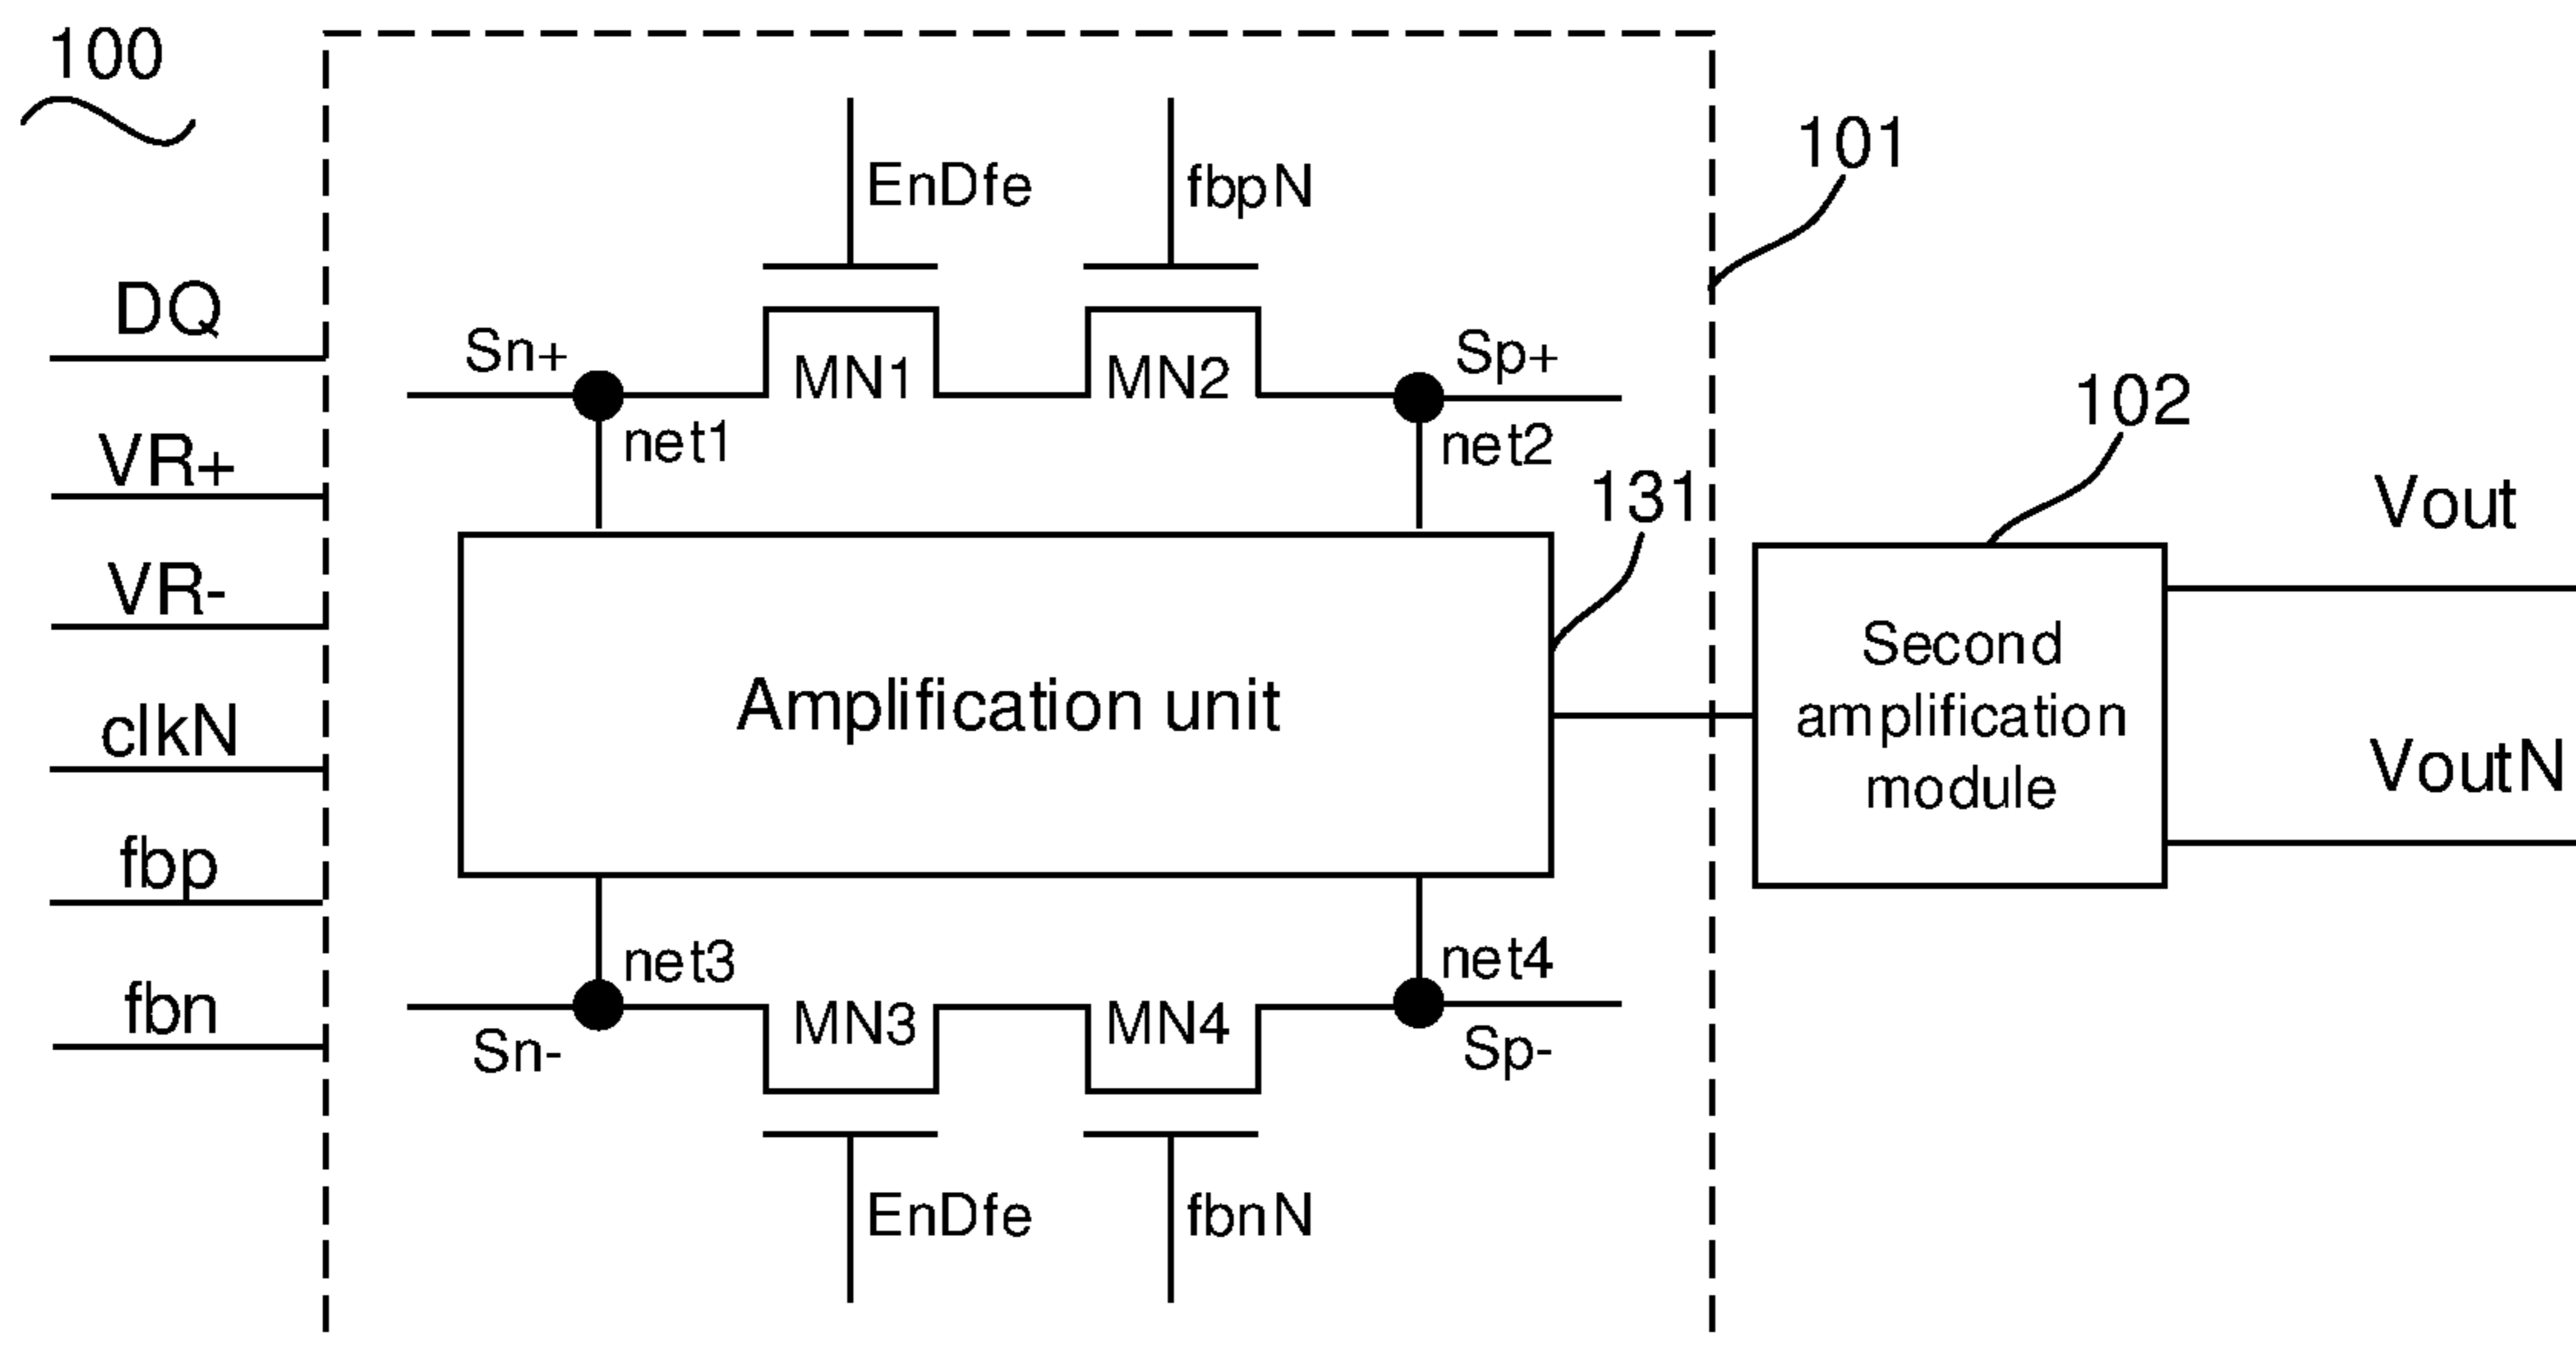 100
EnDfe
fbpN
101
DQ
Sn+
MN1
MN2
Sp+
102
VR+
net1
net2
131
Vout
VR-
Second
amplification
module
Amplification unit
clkN
VoutN
fbp
net3
net4
fbn
MN3
MN4
Sn-
Sp-
EnDfe
fbnN